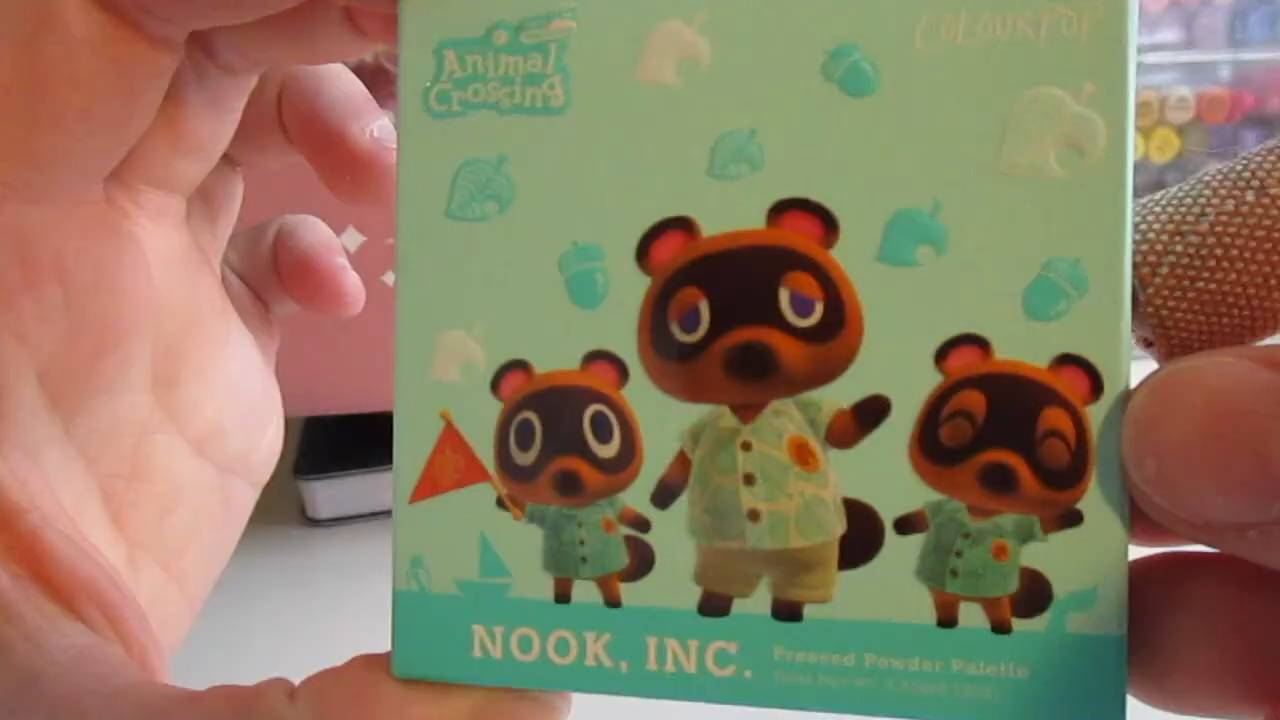 Animal
Crossing
COLOURPOP
NOOK, INC.
Pressed Powder Palette